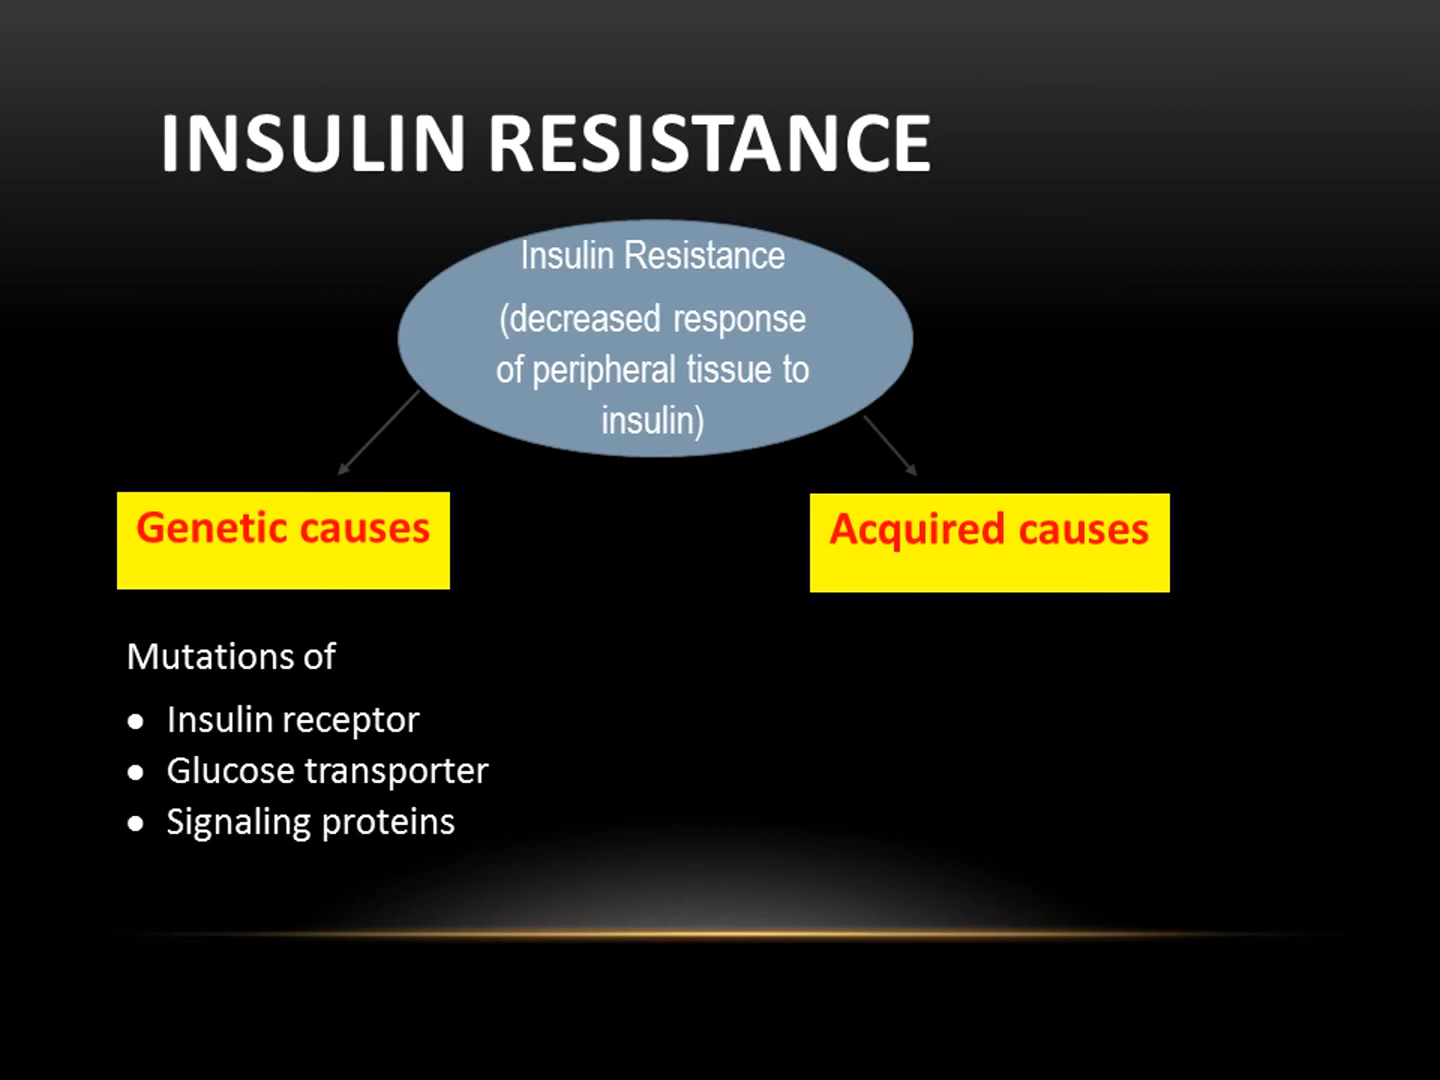 INSULIN RESISTANCE
Insulin Resistance
(decreased response
of peripheral tissue to
insulin)
Genetic causes
Acquired causes
Mutations of
• Insulin receptor
• Glucose transporter
• Signaling proteins